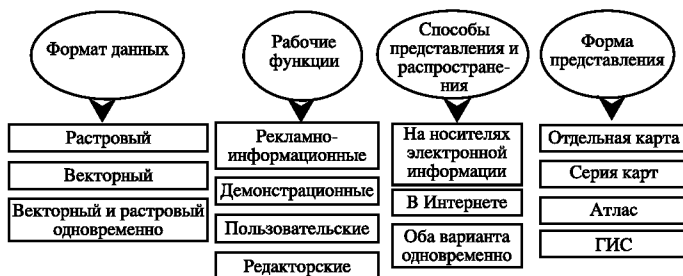 Формат данных
Растровый
Векторный
Векторный и растровый
одновременно
Рабочие
функции
Рекламно-
информационные
Демонстрационные
Пользовательские
Редакторские
Способы
представления и
распростране-
ния
На носителях
электронной
информации
В Интернете
Оба варианта
одновременно
Форма
представления
Отдельная карта
Серия карт
Атлас
ГИС